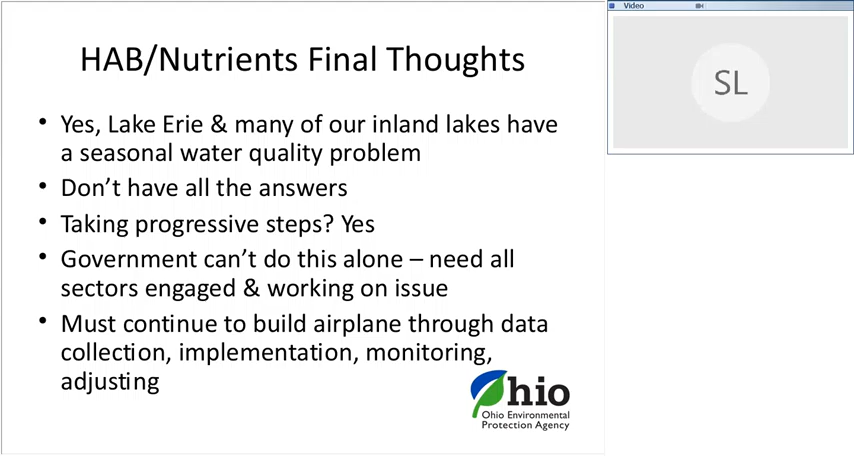 HAB/Nutrients Final Thoughts
• Yes, Lake Erie & many of our inland lakes have
a seasonal water quality problem
• Don't have all the answers
• Taking progressive steps? Yes
• Government can't do this alone – need all
sectors engaged & working on issue
• Must continue to build airplane through data
collection, implementation, monitoring,
adjusting
Ohio
Ohio Environmental
Protection Agency
Video
SL